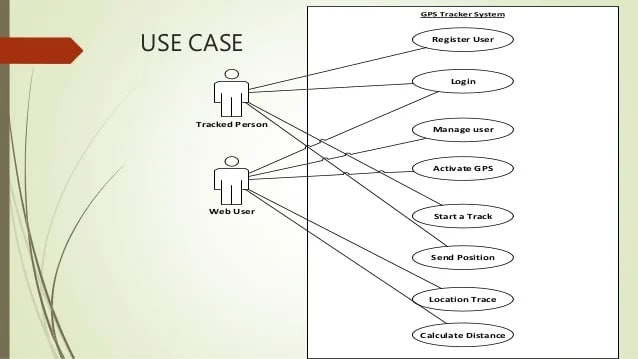 GPS Tracker System
USE CASE
Register User
Login
Tracked Person
Manage user
Activate GPS
Web User
Start a Track
Send Position
Location Trace
Calculate Distance